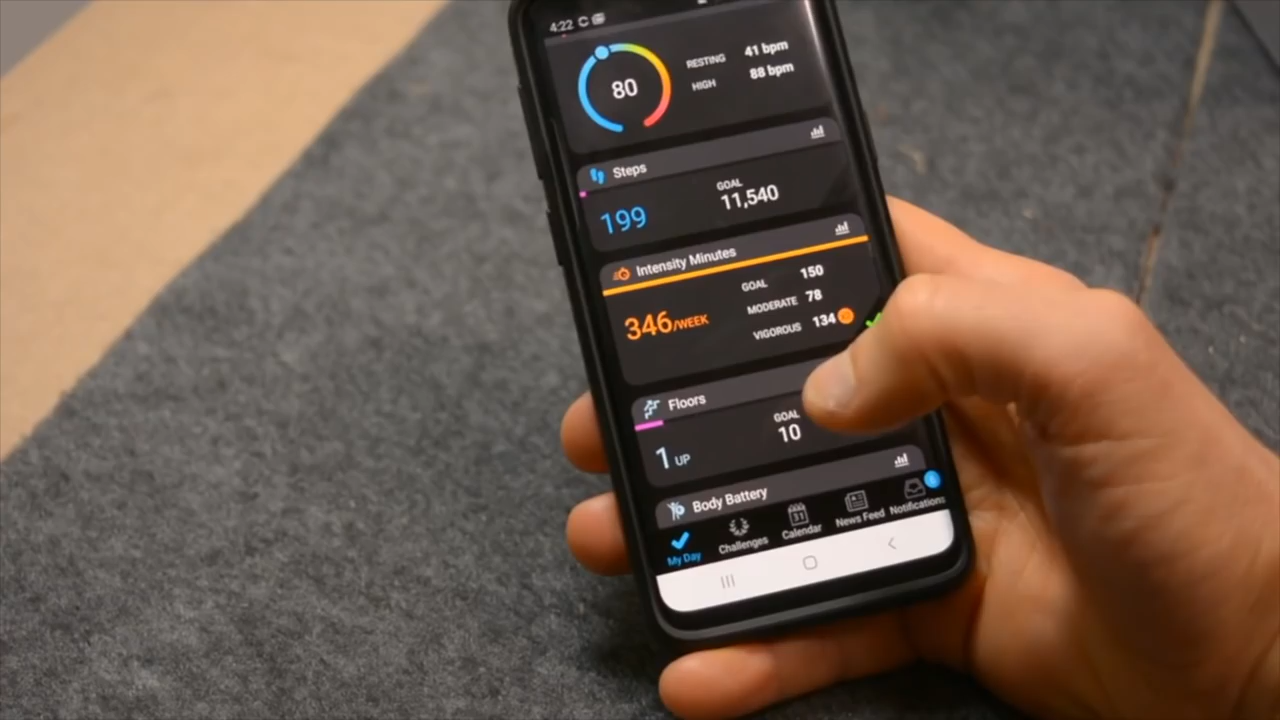 4:22
80
RESTING 41 bpm
HIGH 88 bpm
Steps
199
GOAL
11,540
Intensity Minutes
346/WEEK
GOAL 150
MODERATE 78
VIGOROUS 134
Floors
1 UP
GOAL
10
Body Battery
My Day
Challenges
31
Calendar
News Feed
Notifications